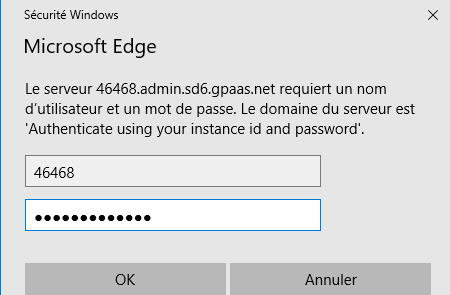 Sécurité Windows
Microsoft Edge
Le serveur 46468.admin.sd6.gpaas.net requiert un nom
d'utilisateur et un mot de passe. Le domaine du serveur est
'Authenticate using your instance id and password'.
46468
●●●●●●●●●●●●●
OK Annuler